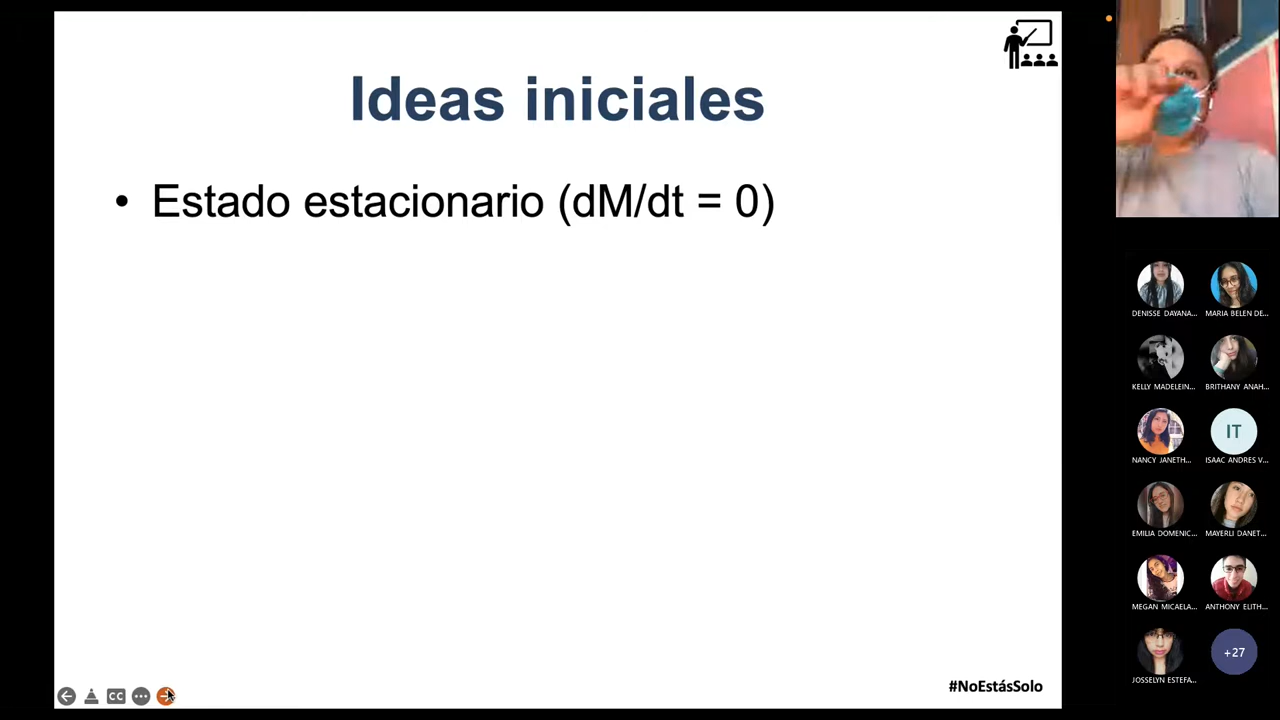 Ideas iniciales
• Estado estacionario (dM/dt = 0)
#NoEstásSolo
CC
DENISSE DAYANA...
MARIA BELEN DE...
KELLY MADELEIN...
BRITHANY ANAH...
NANCY JANETH...
IT
ISAAC ANDRES V...
EMILIA DOMENIC...
MAYERLI DANET...
MEGAN MICAELA...
ANTHONY ELITH...
JOSSELYN ESTEFA...
+27